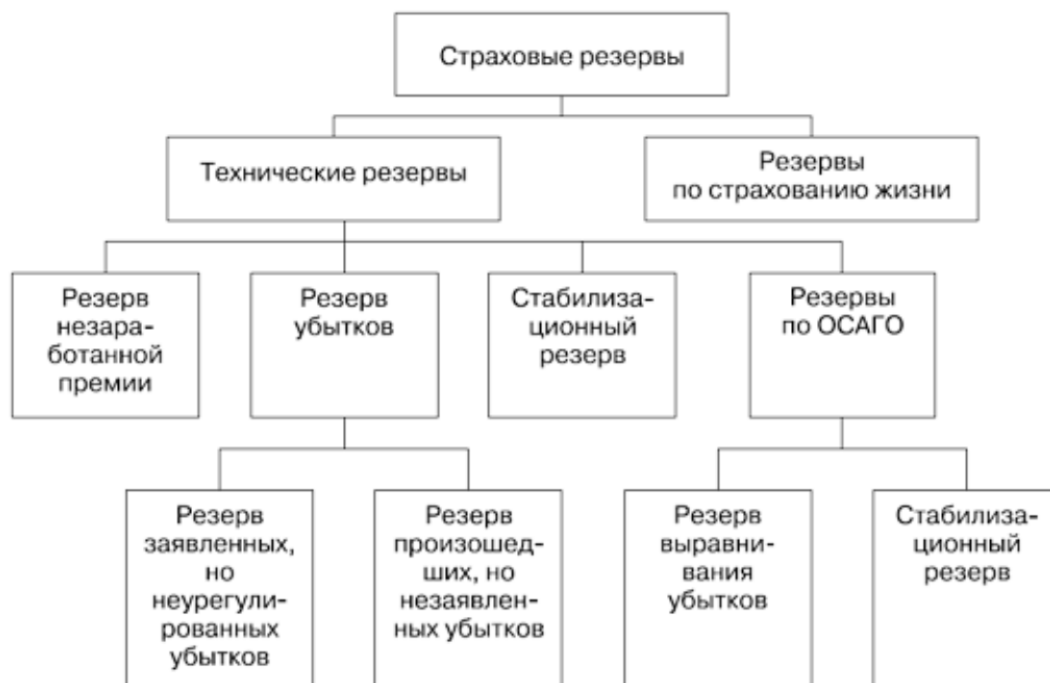 Страховые резервы
Технические резервы
Резервы
по страхованию жизни
Резерв
незара-
ботанной
премии
Резерв
убытков
Стабилиза-
ционный
резерв
Резервы
по ОСАГО
Резерв
заявленных,
но
неурегули-
рованных
убытков
Резерв
произошед-
ших, но
незаявлен-
ных убытков
Резерв
выравни-
вания
убытков
Стабилиза-
ционный
резерв